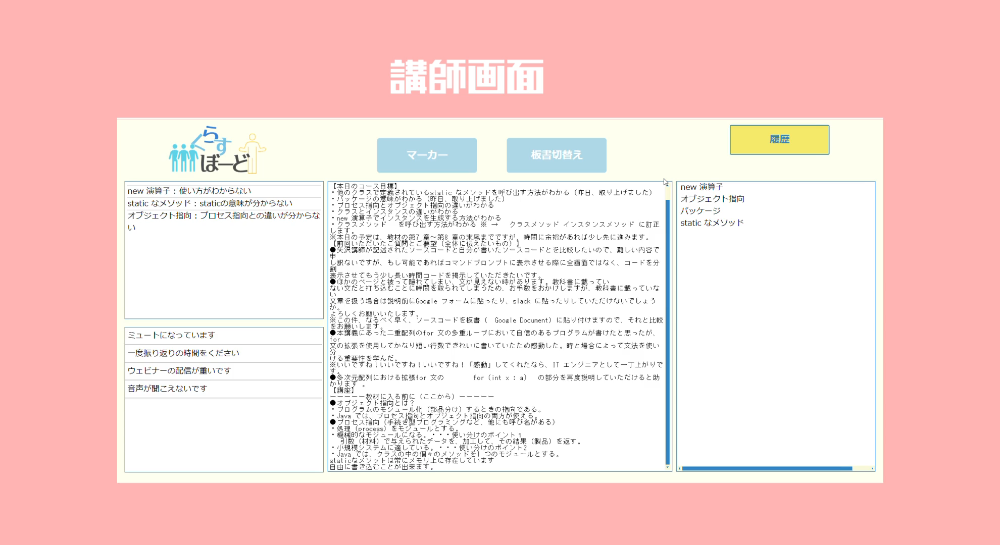 講師画面
くらすぼーど
マーカー
板書切替え
履歴
new 演算子：使い方がわからない
static なメソッド：staticの意味が分からない
オブジェクト指向：プロセス指向との違いが分からな
い
ミュートになっています
一度振り返りの時間をください
ウェビナーの配信が重いです
音声が聞こえないです
【本日のコース目標】
・他のクラスで定義されているstatic なメソッドを呼び出す方法がわかる（昨日、取り上げました）
・パッケージの意味がわかる（昨日、取り上げました）
・プロセス指向とオブジェクト指向の違いがわかる
・クラスとインスタンスの違いがわかる
・new 演算子でインスタンスを生成する方法がわかる
・クラスメソッド　を呼び出す方法がわかる ※ →　クラスメソッド インスタンスメソッド に訂正
します。
※本日の予定は、教材の第7 章～第8 章の末尾までですが、時間に余裕があれば少し先に進みます。
【前回いただいたご質問とご要望（全体に伝えたいもの）】
●矢沢講師が記述されたソースコードと自分が書いたソースコードとを比較したいので、難しい内容で
申
し訳ないですが、もし可能であればコマンドプロンプトに表示させる際に全画面ではなく、コードを分
割
表示させてもう少し長い時間コードを掲示していただきたいです。
●ほかのページと被って隠れてしまい、文が見えない時があります。教科書に載ってい
ない文だと打ち込むことに時間を取られてしまうため、お手数をおかけしますが、教科書に載っていな
い
文章を扱う場合は説明前にGoogle フォームに貼ったり、slack に貼ったりしていただけないでしょう
か。
よろしくお願いいたします。
※この件、なるべく早く、ソースコードを板書（ Google Document）に貼り付けますので、それと比較
をお願いします。
●本講義にあった二重配列のfor 文の多重ループにおいて自信のあるプログラムが書けたと思ったが、
for
文の拡張を使用してかなり短い行数できれいに書いていたため感動した。時と場合によって文法を使い
分
ける重要性を学んだ。
※いいですね！いいですね！いいですね！「感動」してくれたなら、IT エンジニアとして一丁上がりで
す。
●多次元配列における拡張for 文の　for（int x : a）　の部分を再度説明していただけると助
かります 。
【講座】
ーーーーー教材に入る前に（ここから）ーーーーー
●オブジェクト指向とは？
・プログラムのモジュール化（部品分け）するときの指向である。
・Java では、プロセス指向とオブジェクト指向の両方が使える。
●プロセス指向（手続き型プログラミングなど、他にも呼び名がある）
・処理（process）をモジュールとする。
・機械的なモジュールになる。・・・使い分けのポイント1
　引数（材料）で与えられたデータを、加工して、その結果（製品）を返す。
・小規模システムに適している。・・・使い分けのポイント2
・Java では、クラスの中の個々のメソッドを1 つのモジュールとする。
staticなメソットは常にメモリ上に存在しています
自由に書き込むことが出来ます。
new 演算子
オブジェクト指向
パッケージ
static なメソッド